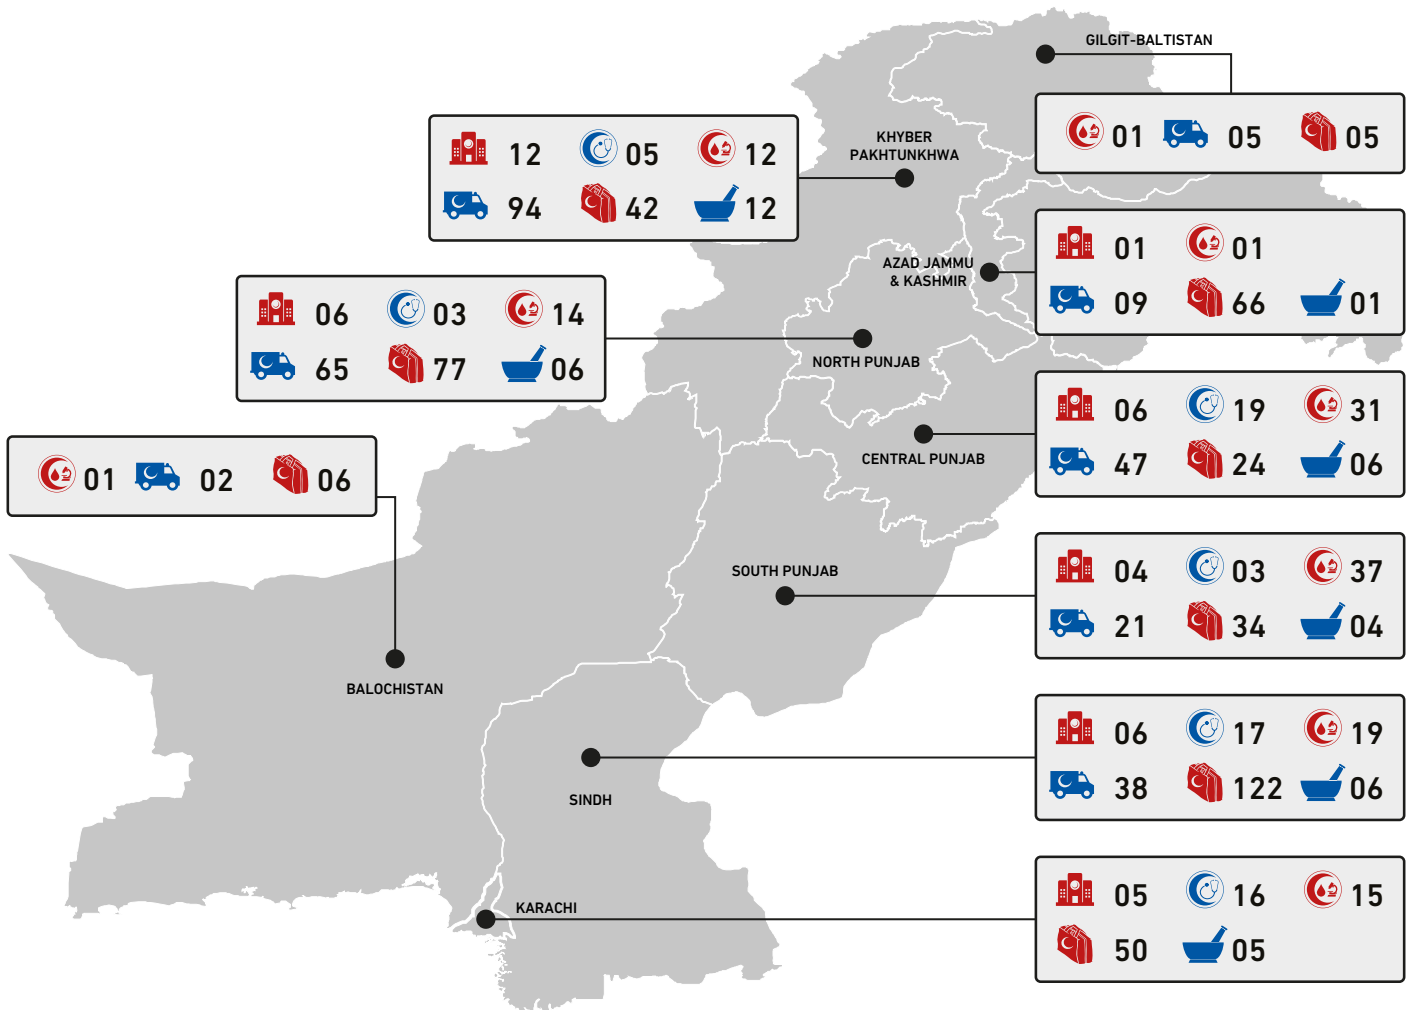 GILGIT-BALTISTAN
01 05 05
KHYBER
PAKHTUNKHWA
12 05 12
94 42 12
AZAD JAMMU
& KASHMIR
01 01
09 66 01
NORTH PUNJAB
06 03 14
65 77 06
CENTRAL PUNJAB
06 19 31
47 24 06
01 02 06
BALOCHISTAN
SOUTH PUNJAB
04 03 37
21 34 04
SINDH
06 17 19
38 122 06
KARACHI
05 16 15
50 05